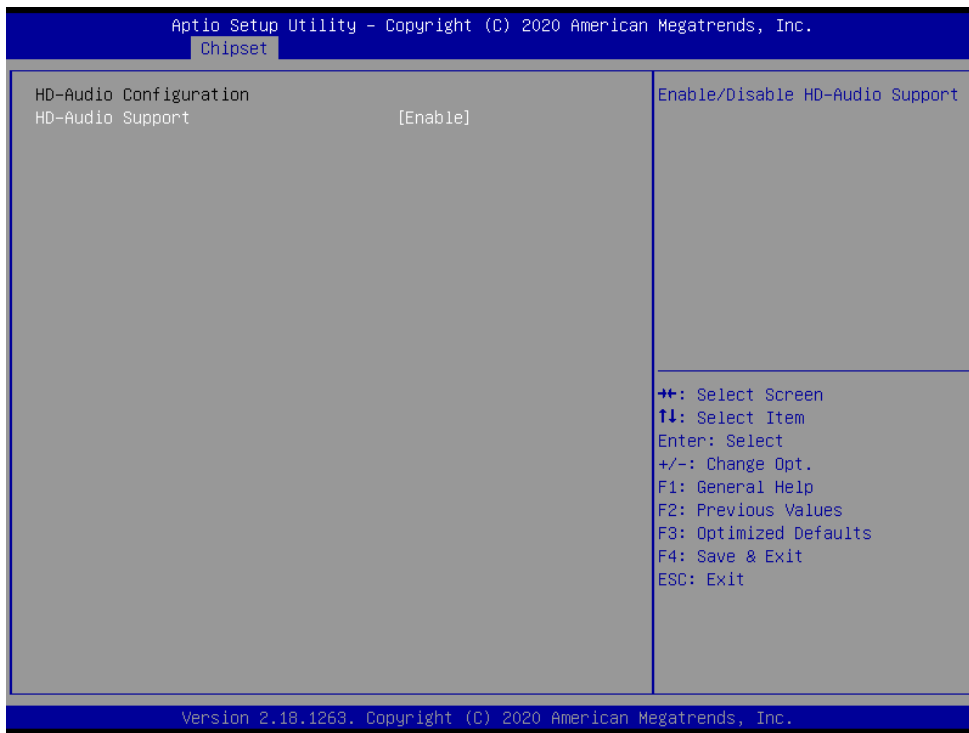 Aptio Setup Utility – Copyright (C) 2020 American Megatrends, Inc.
Chipset
HD-Audio Configuration
HD-Audio Support [Enable]
Enable/Disable HD-Audio Support
→←: Select Screen
↑↓: Select Item
Enter: Select
+/-: Change Opt.
F1: General Help
F2: Previous Values
F3: Optimized Defaults
F4: Save & Exit
ESC: Exit
Version 2.18.1263. Copyright (C) 2020 American Megatrends, Inc.